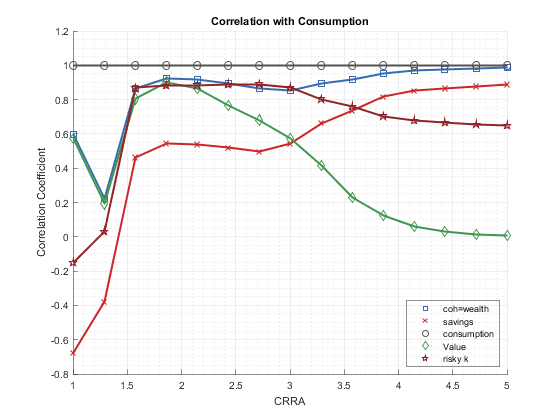 Correlation with Consumption
1.2
1
0.8
0.6
0.4
0.2
0
-0.2
-0.4
-0.6
-0.8
Correlation Coefficient
1 1.5 2 2.5 3 3.5 4 4.5 5
CRRA
coh=wealth
savings
consumption
Value
risky k